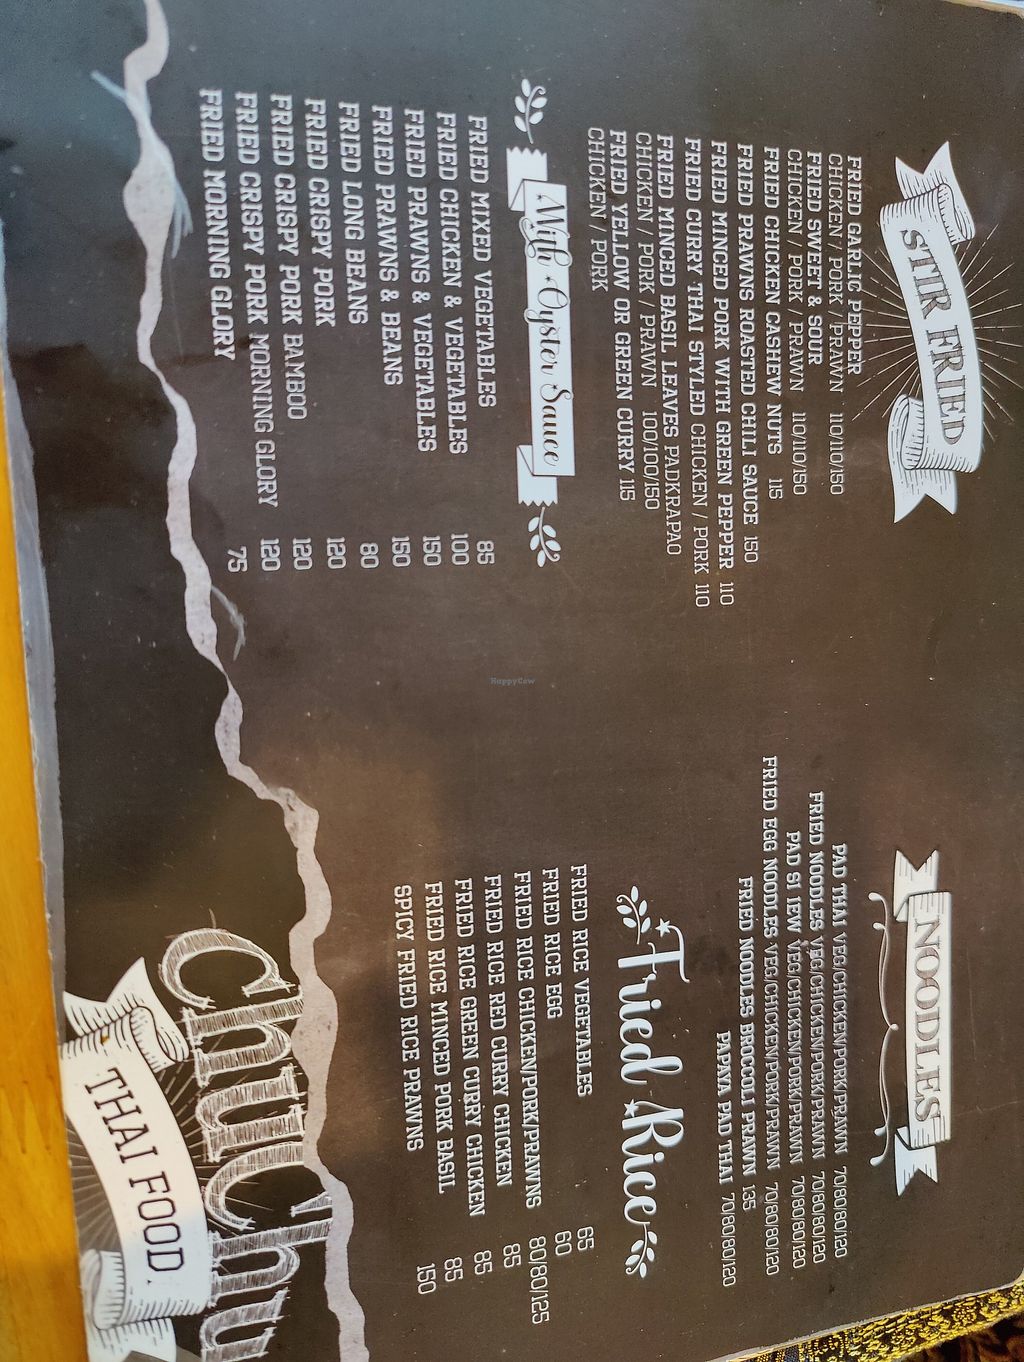 STIR FRIED
FRIED GARLIC PEPPER
CHICKEN / PORK / PRAWN 110/110/150
FRIED SWEET & SOUR
CHICKEN / PORK / PRAWN 110/110/150
FRIED CHICKEN CASHEW NUTS 115
FRIED PRAWNS ROASTED CHILI SAUCE 150
FRIED MINCED PORK WITH GREEN PEPPER 110
FRIED CURRY THAI STYLED CHICKEN / PORK 110
FRIED MINCED BASIL LEAVES PADKRAPAO
CHICKEN / PORK / PRAWN 100/100/150
FRIED YELLOW OR GREEN CURRY 115
CHICKEN / PORK
With Oyster Sauce
FRIED MIXED VEGETABLES 85
FRIED CHICKEN & VEGETABLES 100
FRIED PRAWNS & VEGETABLES 150
FRIED PRAWNS & BEANS 150
FRIED LONG BEANS 80
FRIED CRISPY PORK 120
FRIED CRISPY PORK BAMBOO 120
FRIED CRISPY PORK MORNING GLORY 120
FRIED MORNING GLORY 75
NOODLES
PAD THAI VEG/CHICKEN/PORK/PRAWN 70/80/80/120
FRIED NOODLES VEG/CHICKEN/PORK/PRAWN 70/80/80/120
PAD SI IEW VEG/CHICKEN/PORK/PRAWN 70/80/80/120
FRIED EGG NOODLES VEG/CHICKEN/PORK/PRAWN 70/80/80/120
FRIED NOODLES BROCCOLI PRAWN 135
PAPAYA PAD THAI 70/80/80/120
Fried Rice
FRIED RICE VEGETABLES 65
FRIED RICE EGG 60
FRIED RICE CHICKEN/PORK/PRAWNS 80/80/125
FRIED RICE RED CURRY CHICKEN 85
FRIED RICE GREEN CURRY CHICKEN 85
FRIED RICE MINCED PORK BASIL 85
SPICY FRIED RICE PRAWNS 150
chuchu
THAI FOOD
HappyCow